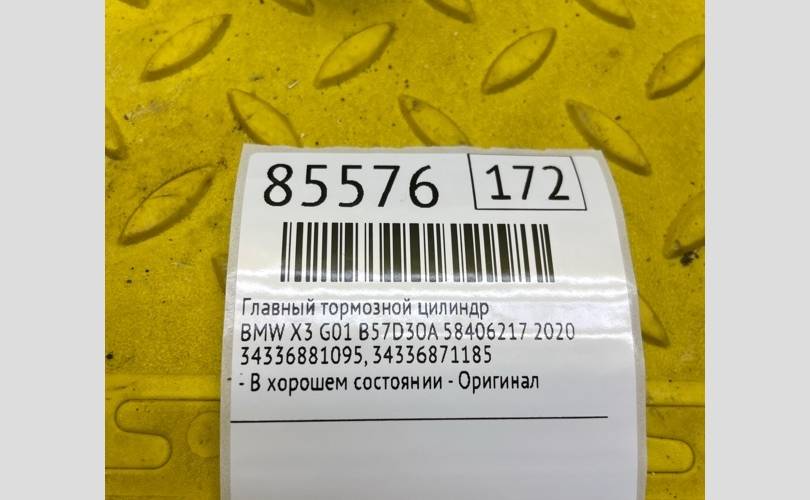 85576 172
Главный тормозной цилиндр
BMW X3 G01 B57D30A 58406217 2020
34336881095, 34336871185
- В хорошем состоянии - Оригинал